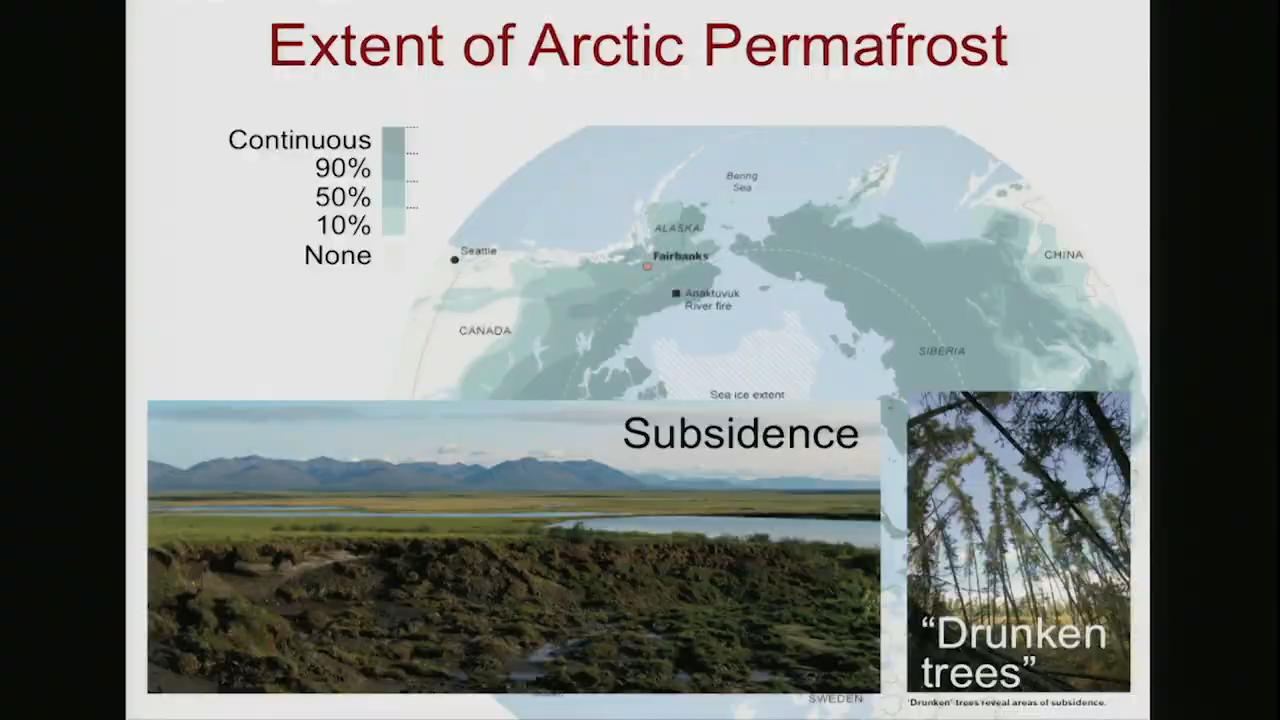 Extent of Arctic Permafrost
Continuous
90%
50%
10%
None
Bering
Sea
ALASKA
Seattle
Fairbanks
CHINA
Anaktuvuk
River fire
CANADA
SIBERIA
Sea ice extent
Subsidence
“Drunken
trees”
SWEDEN
'Drunken' trees reveal areas of subsidence.